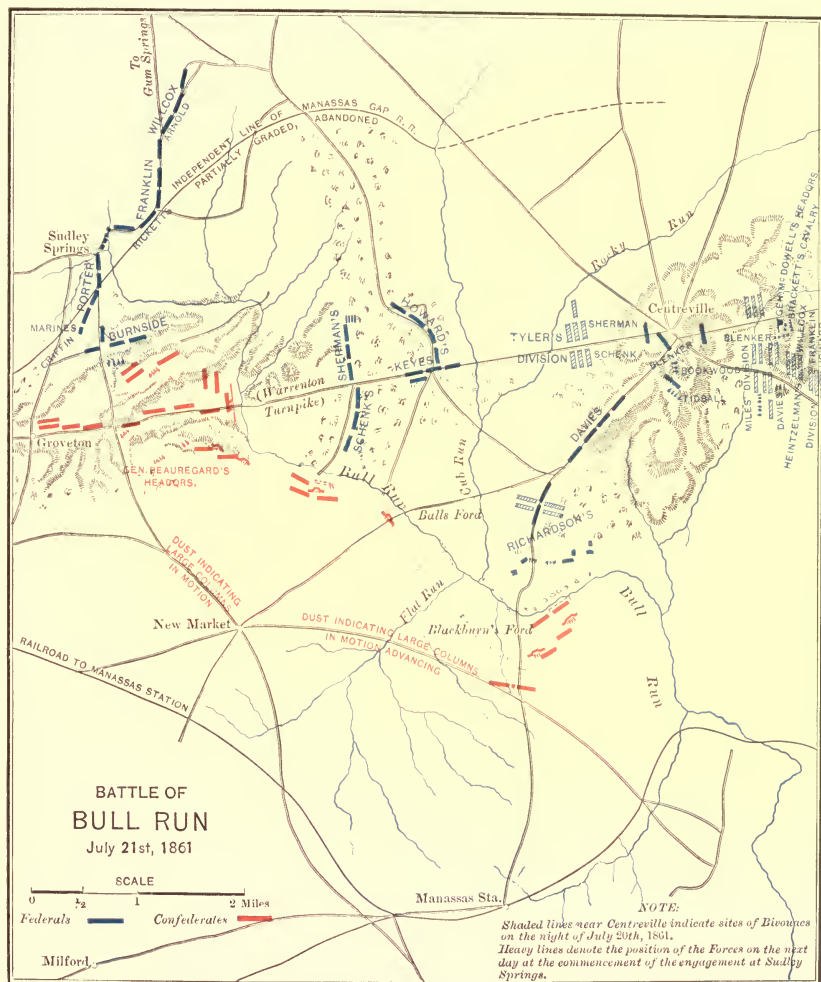 To
Gum Springs
WILLCOX
ARNOLD
INDEPENDENT LINE OF MANASSAS GAP R.R.
PARTIALLY GRADED, ABANDONED
FRANKLIN
RICKETTS
Sudley
Springs
PORTER
MARINES
GRIFFIN
BURNSIDE
SHERMAN'S
HOWARD'S
KEYES
SCHENK'S
(Warrenton
Turnpike)
Rocky Run
Centreville
TYLER'S
DIVISION
SHERMAN
SCHENK
BLENKER
BLENKER
BOOKWOOD
TIDBAL
MILES DIVISION
DAVIES
HEINTZELMAN'S
DIVISION
GEN. McDOWELL'S HEADQRS.
BRACKETT'S CAVALRY
WILCOX
FRANKLIN
DAVIES
RICHARDSON'S
Groveton
GEN. BEAUREGARD'S
HEADQRS.
Bull Run
Cub Run
Balls Ford
DUST INDICATING
LARGE COLUMNS
IN MOTION
New Market
Flat Run
Blackburn's Ford
DUST INDICATING LARGE COLUMNS
IN MOTION ADVANCING
Bull
Run
RAILROAD TO MANASSAS STATION
BATTLE OF
BULL RUN
July 21st, 1861
SCALE
0 ½ 1 2 Miles
Federals Confederates
Manassas Sta.
Milford
NOTE:
Shaded lines near Centreville indicate sites of Bivouacs
on the night of July 20th, 1861.
Heavy lines denote the position of the Forces on the next
day at the commencement of the engagement at Sudley
Springs.